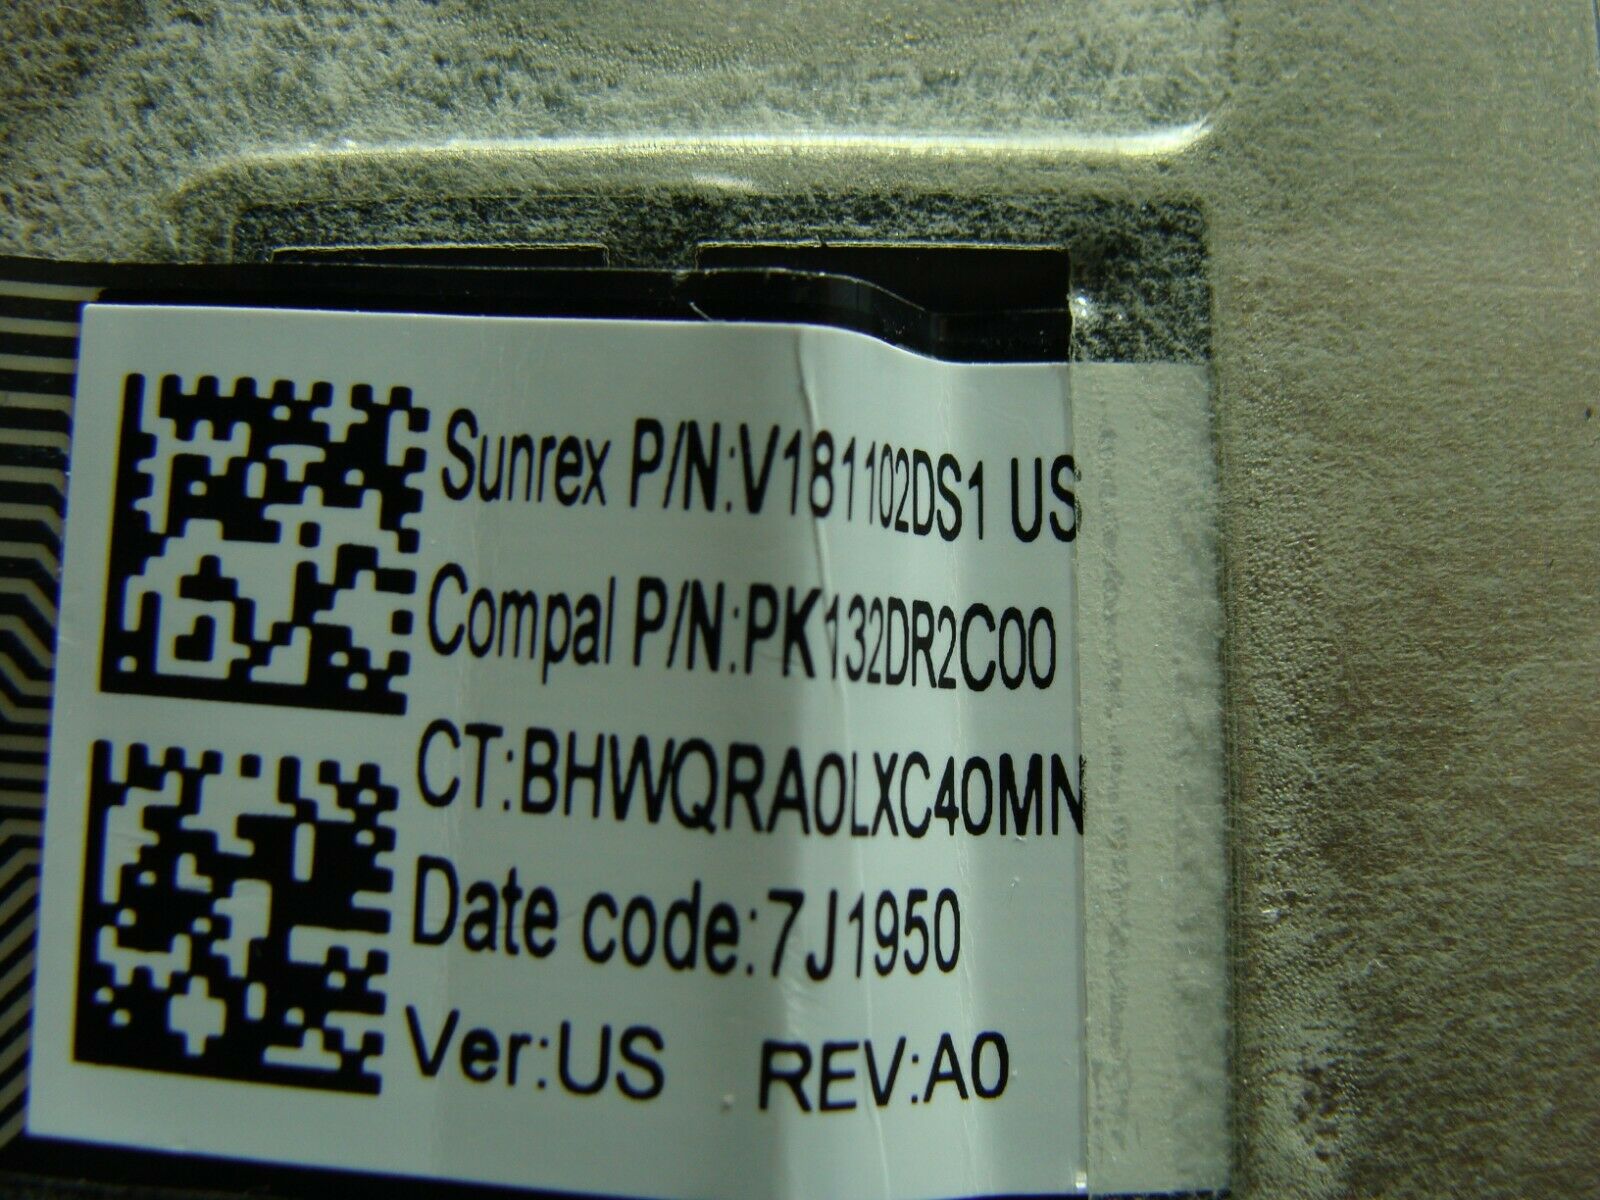 Sunrex P/N:V181102DS1 US
Compal P/N:PK132DR2C00
CT:BHWQRA0LXC40MN
Date code:7J1950
Ver:US REV:A0